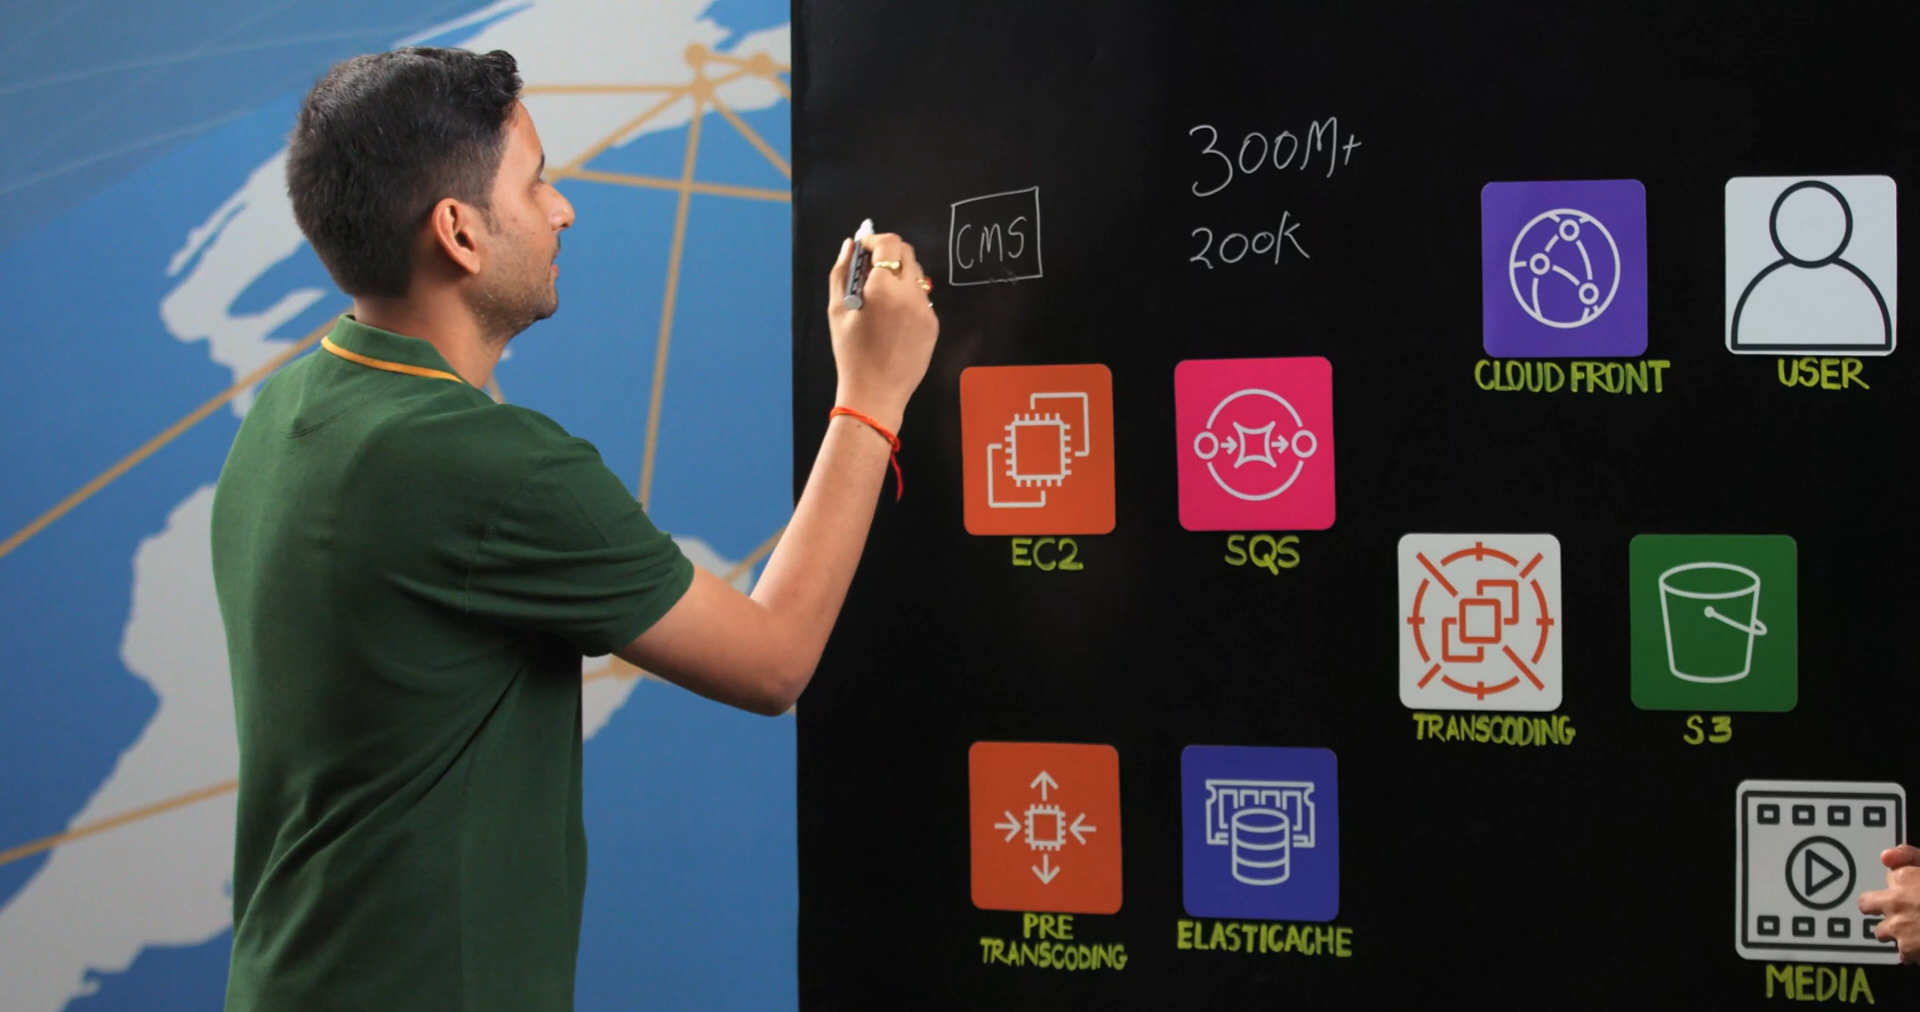 300M+
200K
CMS
CLOUD FRONT
USER
EC2
SQS
TRANSCODING
S3
PRE
TRANSCODING
ELASTICACHE
MEDIA